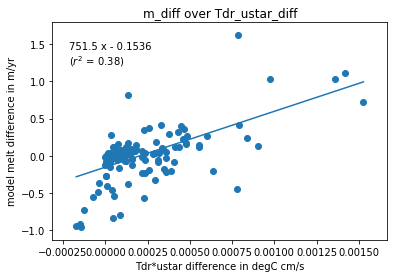 m_diff over Tdr_ustar_diff
751.5 x - 0.1536
(r² = 0.38)
model melt difference in m/yr
1.5
1.0
0.5
0.0
−0.5
−1.0
−0.00025 0.00000 0.00025 0.00050 0.00075 0.00100 0.00125 0.00150
Tdr*ustar difference in degC cm/s